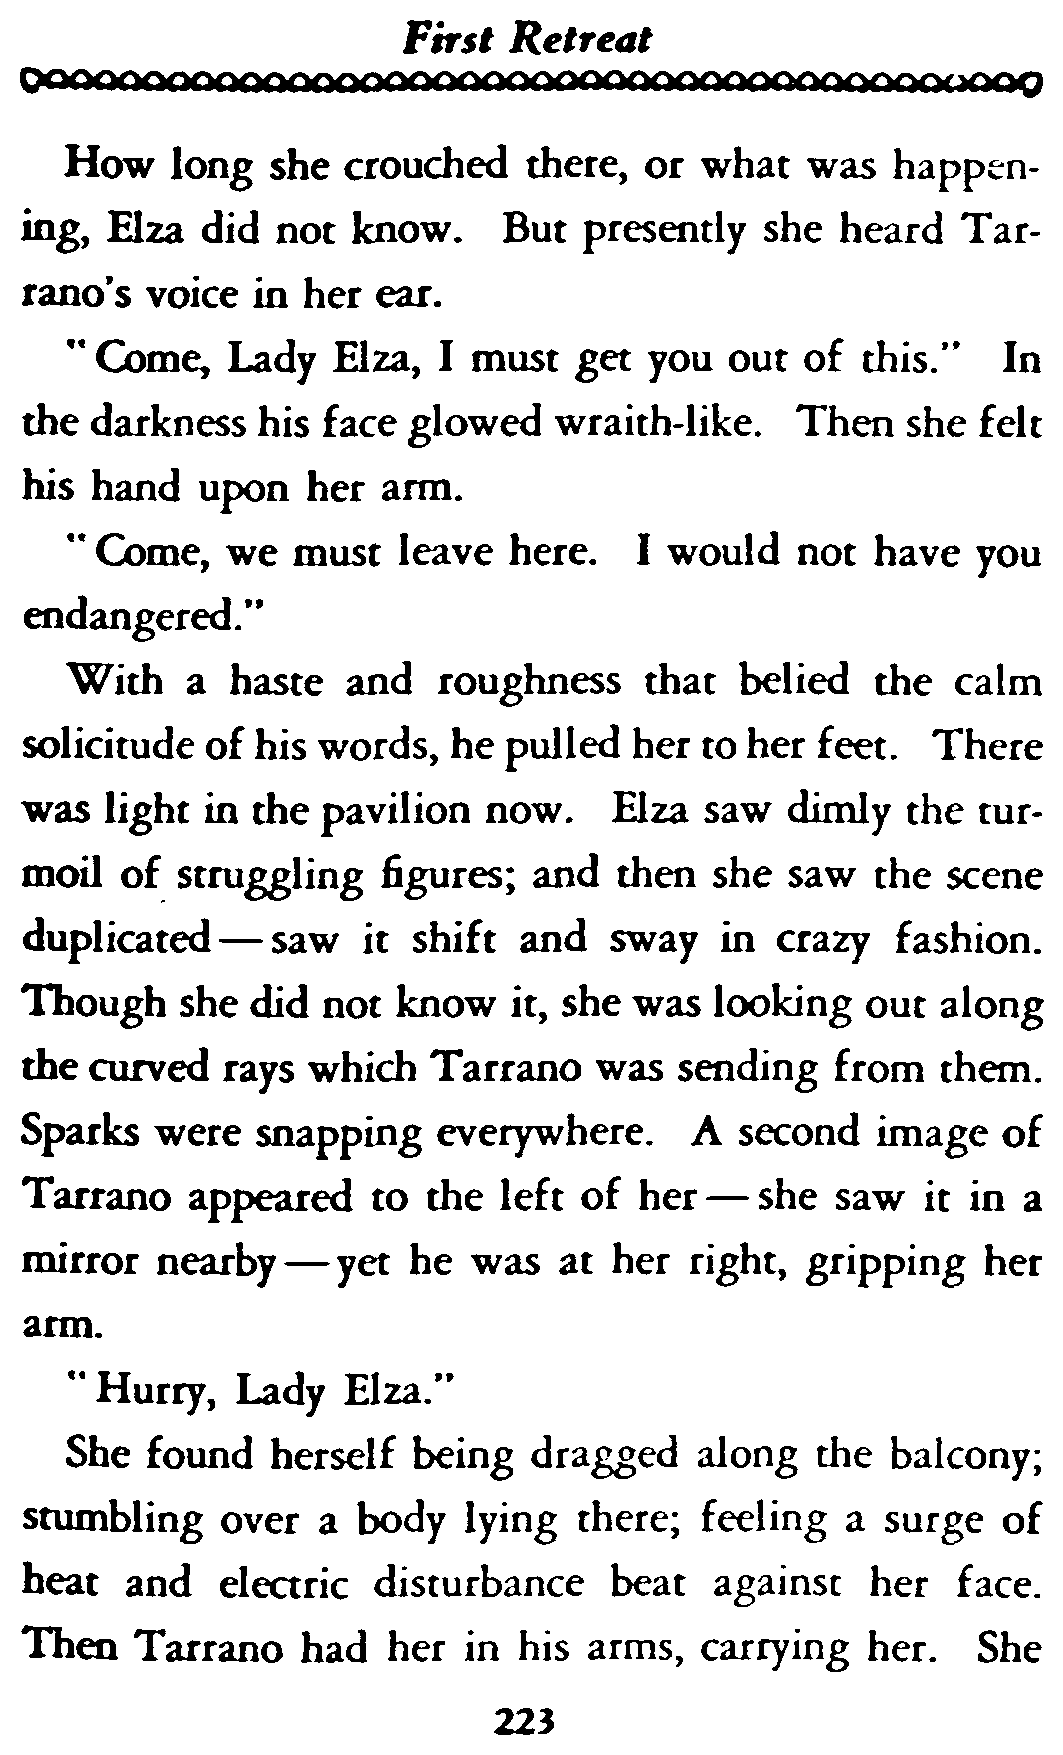 First Retreat
How long she crouched there, or what was happen-
ing, Elza did not know. But presently she heard Tar-
rano's voice in her ear.
"Come, Lady Elza, I must get you out of this." In
the darkness his face glowed wraith-like. Then she felt
his hand upon her arm.
"Come, we must leave here. I would not have you
endangered."
With a haste and roughness that belied the calm
solicitude of his words, he pulled her to her feet. There
was light in the pavilion now. Elza saw dimly the tur-
moil of struggling figures; and then she saw the scene
duplicated—saw it shift and sway in crazy fashion.
Though she did not know it, she was looking out along
the curved rays which Tarrano was sending from them.
Sparks were snapping everywhere. A second image of
Tarrano appeared to the left of her—she saw it in a
mirror nearby—yet he was at her right, gripping her
arm.
"Hurry, Lady Elza."
She found herself being dragged along the balcony;
stumbling over a body lying there; feeling a surge of
heat and electric disturbance beat against her face.
Then Tarrano had her in his arms, carrying her. She
223